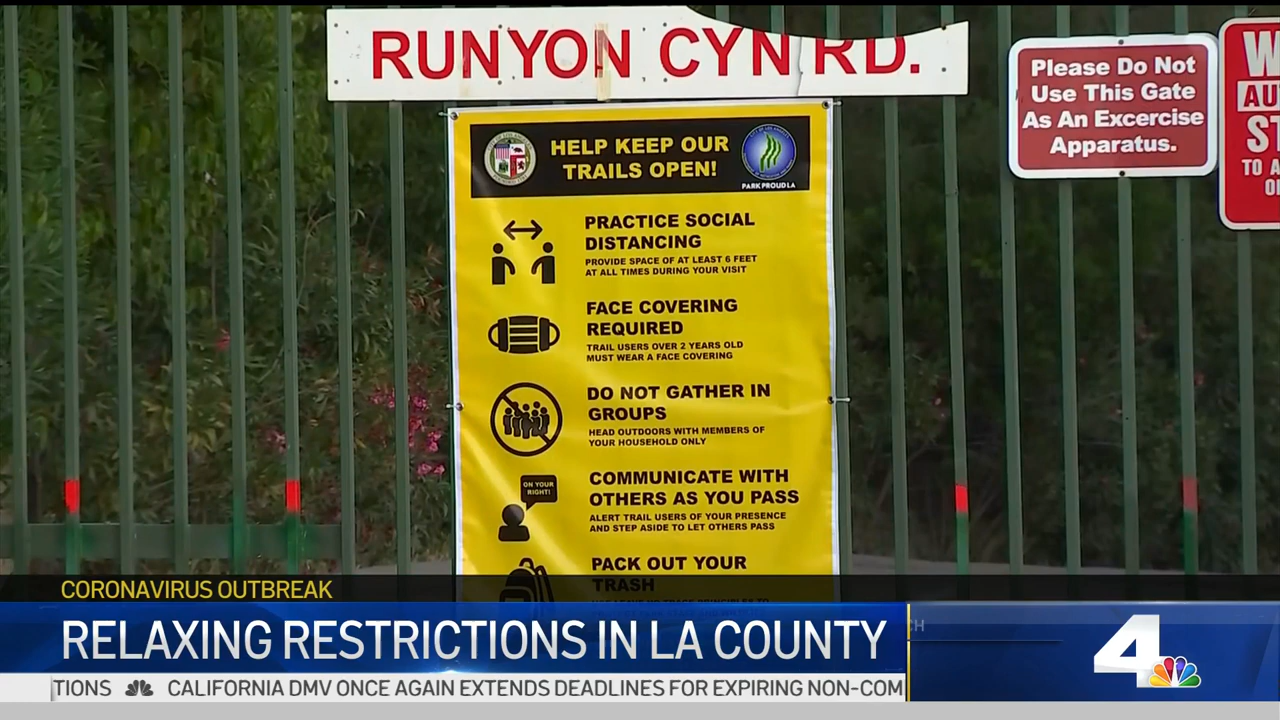 RUNYON CYN RD.
Please Do Not
Use This Gate
As An Excercise
Apparatus.
TO A
HELP KEEP OUR
TRAILS OPEN!
PARK PROUD LA
PRACTICE SOCIAL
DISTANCING
PROVIDE SPACE OF AT LEAST 6 FEET
AT ALL TIMES DURING YOUR VISIT
FACE COVERING
REQUIRED
TRAIL USERS OVER 2 YEARS OLD
MUST WEAR A FACE COVERING
DO NOT GATHER IN
GROUPS
HEAD OUTDOORS WITH MEMBERS OF
YOUR HOUSEHOLD ONLY
ON YOUR
RIGHT!
COMMUNICATE WITH
OTHERS AS YOU PASS
ALERT TRAIL USERS OF YOUR PRESENCE
AND STEP ASIDE TO LET OTHERS PASS
PACK OUT YOUR
TRASH
CORONAVIRUS OUTBREAK
RELAXING RESTRICTIONS IN LA COUNTY
4
TIONS CALIFORNIA DMV ONCE AGAIN EXTENDS DEADLINES FOR EXPIRING NON-COM